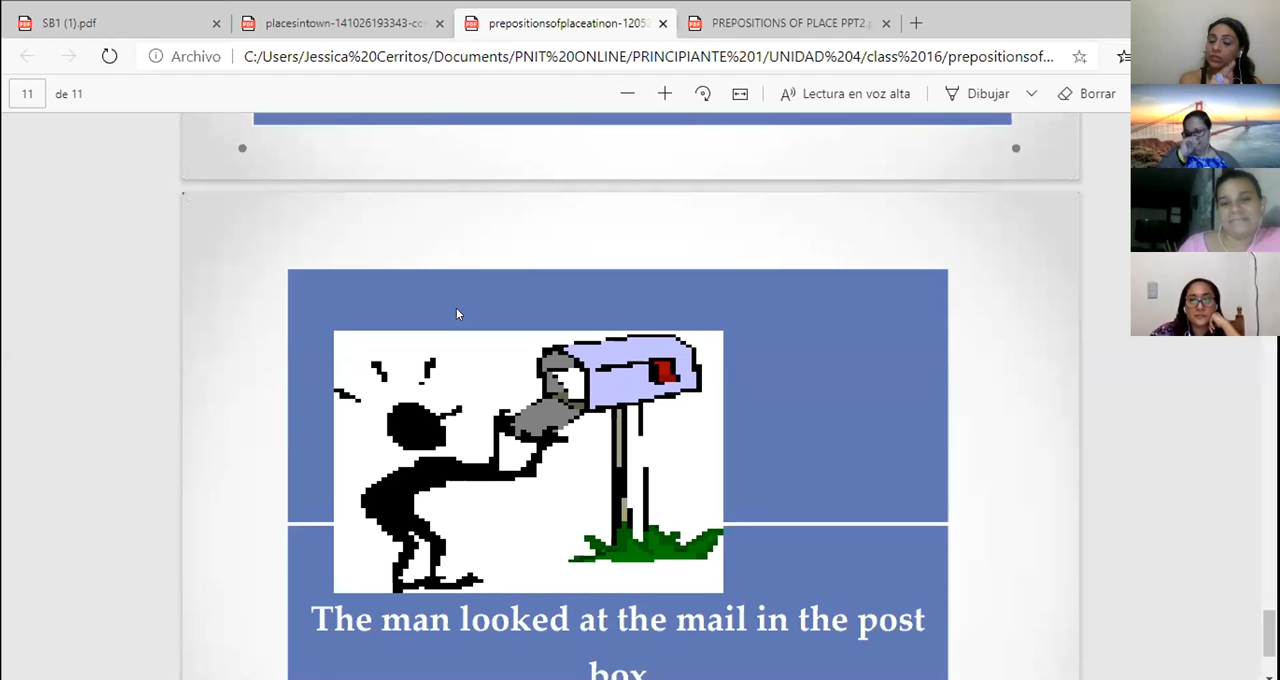 SB1 (1).pdf
placesintown-141026193343-co
prepositionsofplaceatinon-1205
PREPOSITIONS OF PLACE PPT2.p
Archivo
C:/Users/Jessica%20Cerritos/Documents/PNIT%20ONLINE/PRINCIPIANTE%201/UNIDAD%204/class%2016/prepositionsof...
11
de 11
Lectura en voz alta
Dibujar
Borrar
The man looked at the mail in the post
box